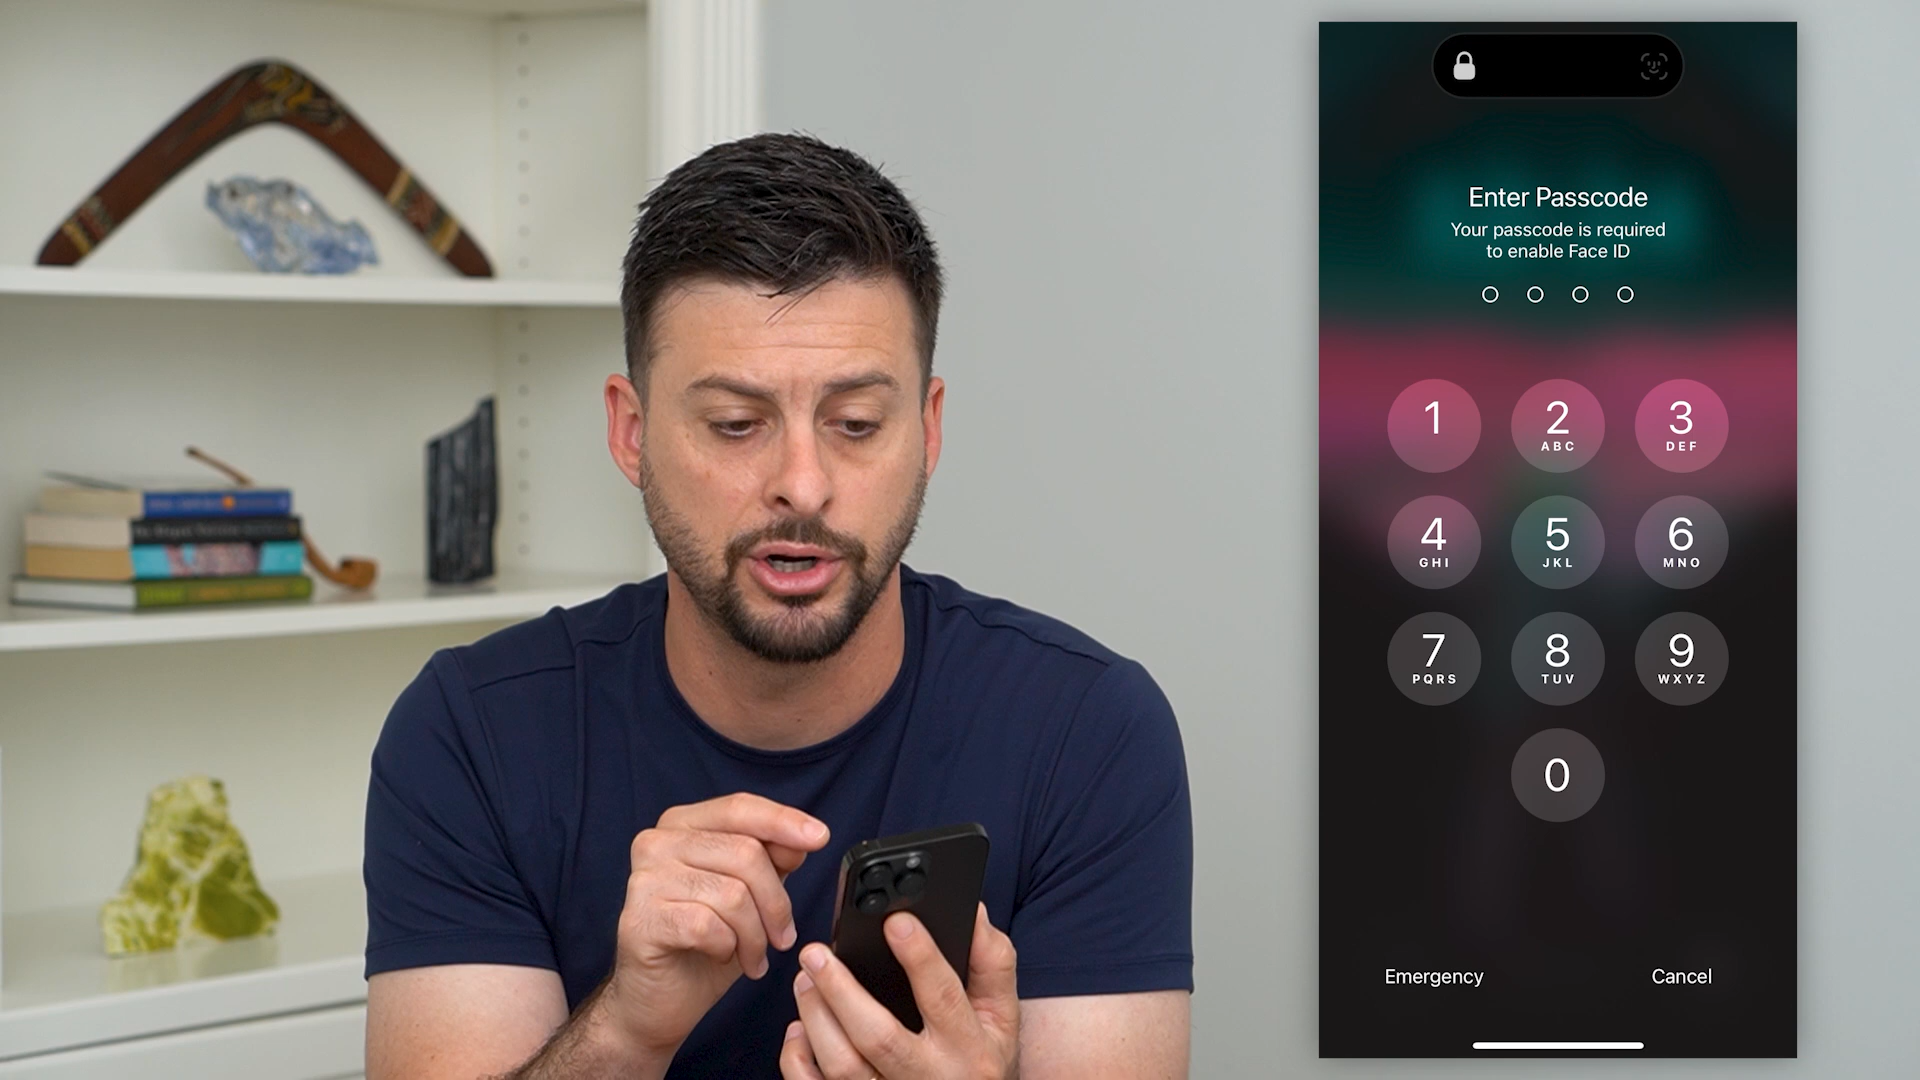 Enter Passcode
Your passcode is required
to enable Face ID
1
2
ABC
3
DEF
4
GHI
5
JKL
6
MNO
7
PQRS
8
TUV
9
WXYZ
0
Emergency
Cancel